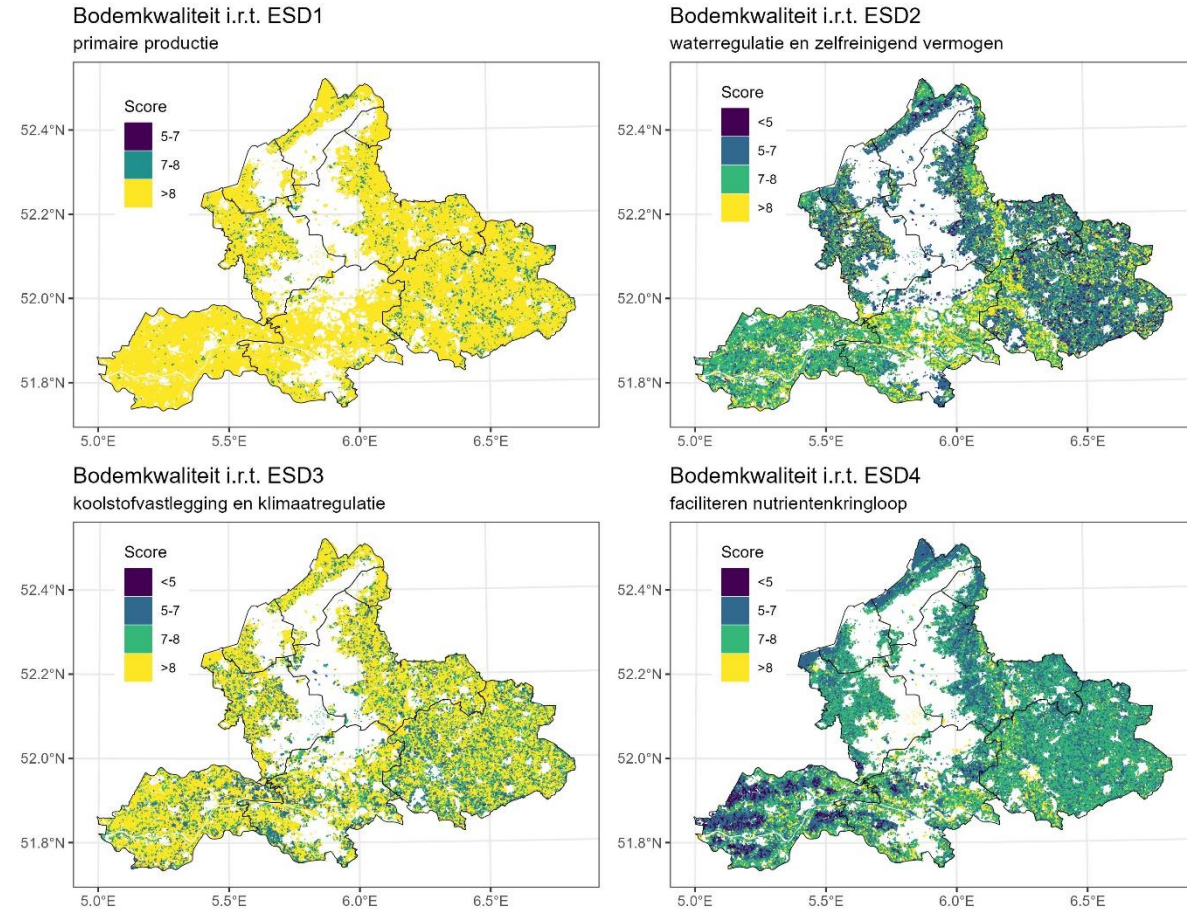 Bodemkwaliteit i.r.t. ESD1
primaire productie
Score
5-7
7-8
>8
52.4°N
52.2°N
52.0°N
51.8°N
5.0°E 5.5°E 6.0°E 6.5°E
Bodemkwaliteit i.r.t. ESD2
waterregulatie en zelfreinigend vermogen
Score
<5
5-7
7-8
>8
52.4°N
52.2°N
52.0°N
51.8°N
5.0°E 5.5°E 6.0°E 6.5°E
Bodemkwaliteit i.r.t. ESD3
koolstofvastlegging en klimaatregulatie
Score
<5
5-7
7-8
>8
52.4°N
52.2°N
52.0°N
51.8°N
5.0°E 5.5°E 6.0°E 6.5°E
Bodemkwaliteit i.r.t. ESD4
faciliteren nutrientenkringloop
Score
<5
5-7
7-8
>8
52.4°N
52.2°N
52.0°N
51.8°N
5.0°E 5.5°E 6.0°E 6.5°E